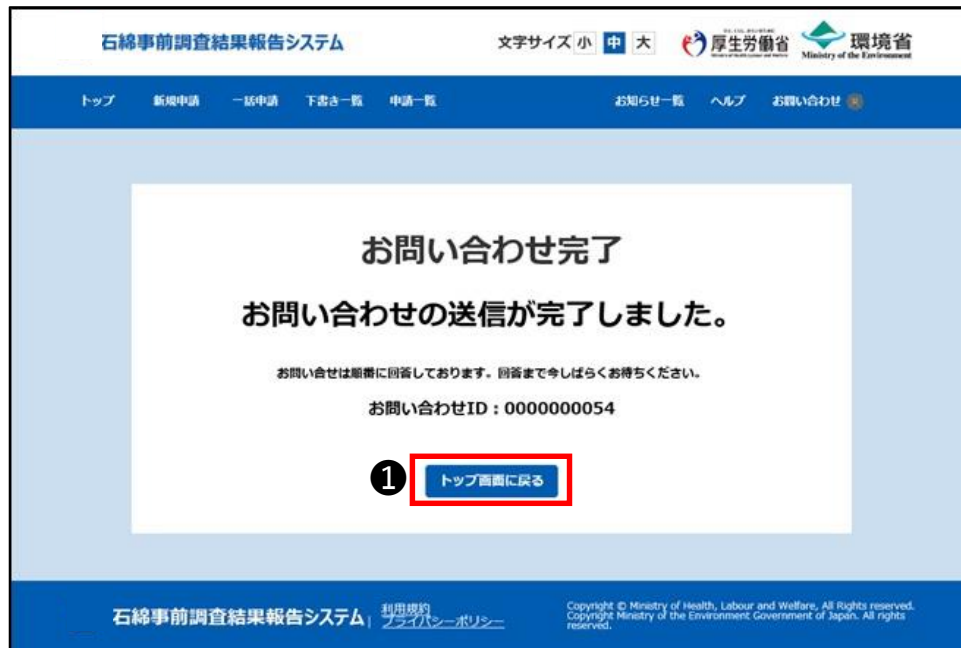 石綿事前調査結果報告システム 文字サイズ 小 中 大 厚生労働省 環境省
Ministry of the Environment
トップ 新規申請 一括申請 下書き一覧 申請一覧 お知らせ一覧 ヘルプ お問い合わせ
お問い合わせ完了
お問い合わせの送信が完了しました。
お問い合せは順番に回答しております。回答まで今しばらくお待ちください。
お問い合わせID：0000000054
❶ トップ画面に戻る
石綿事前調査結果報告システム | 利用規約
プライバシーポリシー
Copyright © Ministry of Health, Labour and Welfare, All Rights reserved.
Copyright Ministry of the Environment Government of Japan. All rights
reserved.